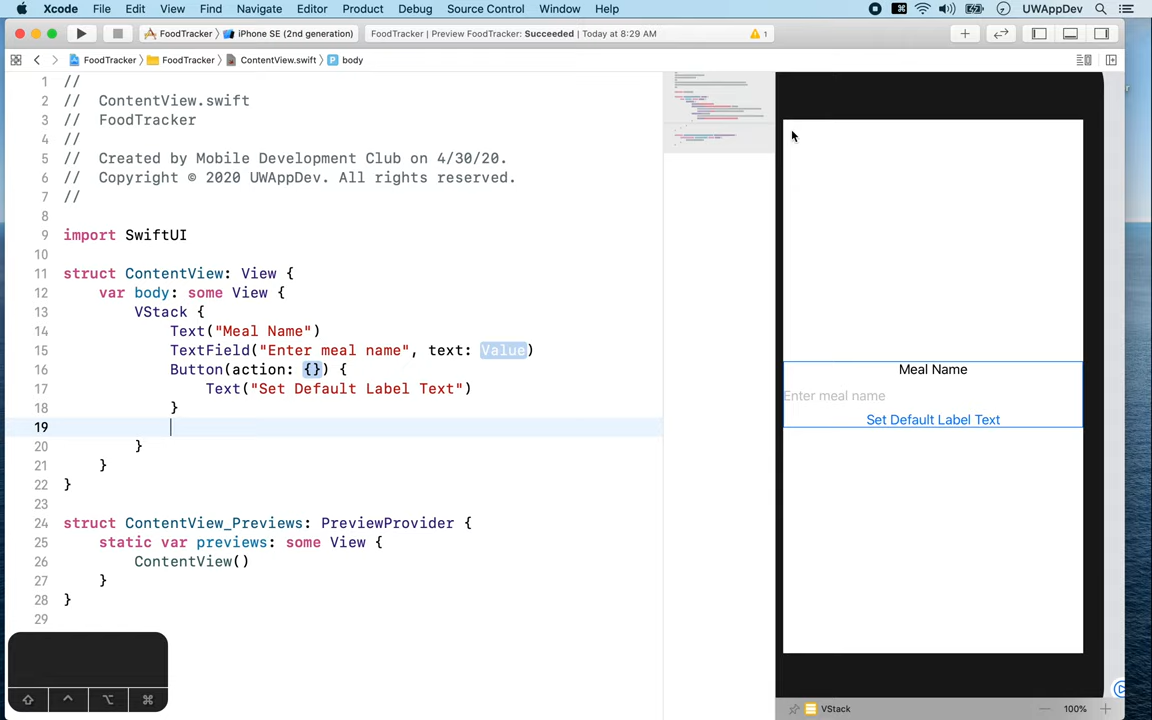 Xcode File Edit View Find Navigate Editor Product Debug Source Control Window Help UWAppDev
FoodTracker iPhone SE (2nd generation) FoodTracker | Preview FoodTracker: Succeeded | Today at 8:29 AM 1
FoodTracker FoodTracker ContentView.swift P body
1 //
2 // ContentView.swift
3 // FoodTracker
4 //
5 // Created by Mobile Development Club on 4/30/20.
6 // Copyright © 2020 UWAppDev. All rights reserved.
7 //
8
9 import SwiftUI
10
11 struct ContentView: View {
12 var body: some View {
13 VStack {
14 Text("Meal Name")
15 TextField("Enter meal name", text: Value)
16 Button(action: {}) {
17 Text("Set Default Label Text")
18 }
19
20 }
21 }
22 }
23
24 struct ContentView_Previews: PreviewProvider {
25 static var previews: some View {
26 ContentView()
27 }
28 }
29
Meal Name
Enter meal name
Set Default Label Text
VStack 100%